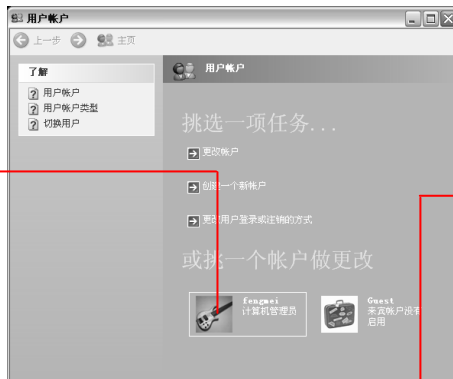 用户帐户
上一步 主页
了解
用户帐户
用户帐户类型
切换用户
用户帐户
挑选一项任务...
更改帐户
创建一个新帐户
更改用户登录或注销的方式
或挑一个帐户做更改
fengmei
计算机管理员
Guest
来宾帐户没有
启用